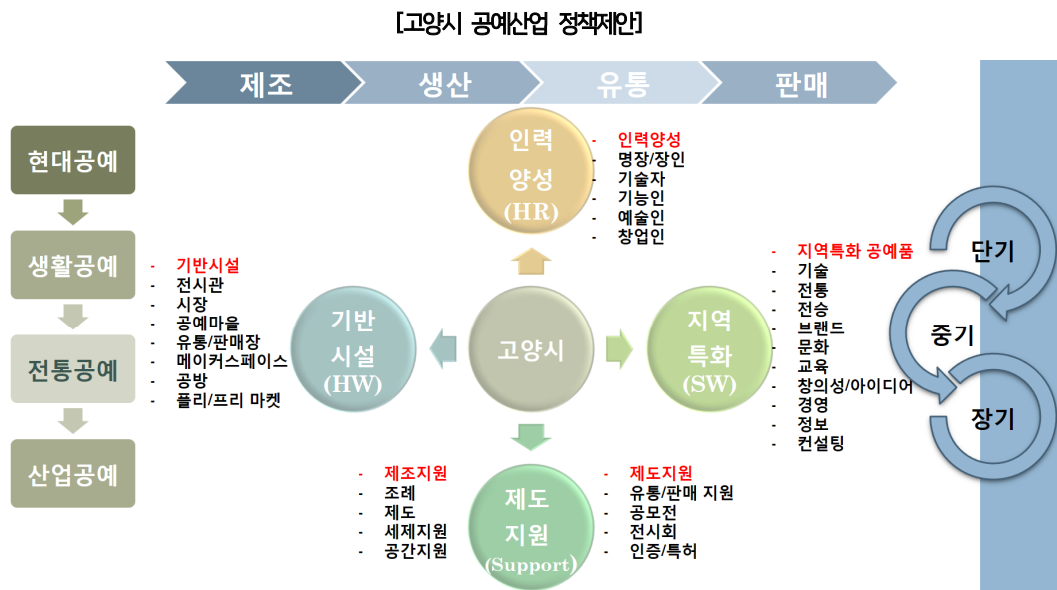 [고양시 공예산업 정책제안]
제조
생산
유통
판매
현대공예
생활공예
전통공예
산업공예
인력
양성
(HR)
- 인력양성
- 명장/장인
- 기술자
- 기능인
- 예술인
- 창업인
- 기반시설
- 전시관
- 시장
- 공예마을
- 유통/판매장
- 메이커스페이스
- 공방
- 플리/프리 마켓
기반
시설
(HW)
고양시
지역
특화
(SW)
- 지역특화 공예품
- 기술
- 전통
- 전승
- 브랜드
- 문화
- 교육
- 창의성/아이디어
- 경영
- 정보
- 컨설팅
- 제조지원
- 조례
- 제도
- 세제지원
- 공간지원
제도
지원
(Support)
- 제도지원
- 유통/판매 지원
- 공모전
- 전시회
- 인증/특허
단기
중기
장기